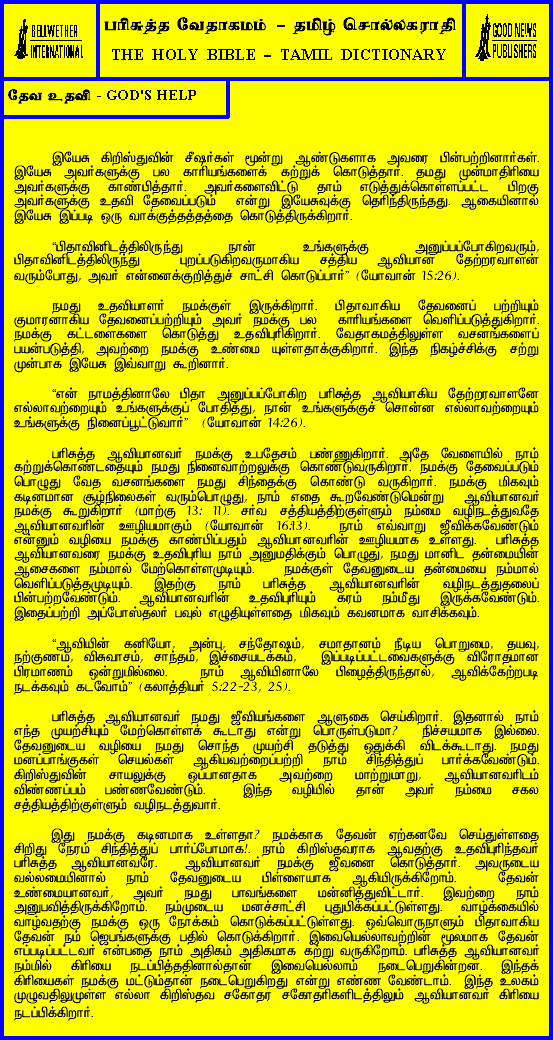 BELLWETHER
INTERNATIONAL
பரிசுத்த வேதாகமம் – தமிழ் சொல்லகராதி
THE HOLY BIBLE – TAMIL DICTIONARY
GOOD NEWS
PUBLISHERS
தேவ உதவி - GOD'S HELP
இயேசு கிறிஸ்துவின் சீஷர்கள் மூன்று ஆண்டுகளாக அவரை பின்பற்றினார்கள்.
இயேசு அவர்களுக்கு பல காரியங்களைக் கற்றுக் கொடுத்தார். தமது முன்மாதிரியை
அவர்களுக்கு காண்பித்தார். அவர்களைவிட்டு தாம் எடுத்துக்கொள்ளப்பட்ட பிறகு
அவர்களுக்கு உதவி தேவைப்படும் என்று இயேசுவுக்கு தெரிந்திருந்தது. ஆகையினால்
இயேசு இப்படி ஒரு வாக்குத்தத்தத்தை கொடுத்திருக்கிறார்.
“பிதாவினிடத்திலிருந்து நான் உங்களுக்கு அனுப்பப்போகிறவரும்,
பிதாவினிடத்திலிருந்து புறப்படுகிறவருமாகிய சத்திய ஆவியான தேற்றரவாளன்
வரும்போது, அவர் என்னைக்குறித்துச் சாட்சி கொடுப்பார்” (யோவான் 15:26).
நமது உதவியாளர் நமக்குள் இருக்கிறார். பிதாவாகிய தேவனைப் பற்றியும்
குமாரனாகிய தேவனைப்பற்றியும் அவர் நமக்கு பல காரியங்களை வெளிப்படுத்துகிறார்.
நமக்கு கட்டளைகளை கொடுத்து உதவிபுரிகிறார். வேதாகமத்திலுள்ள வசனங்களைப்
பயன்படுத்தி, அவற்றை நமக்கு உண்மை யுள்ளதாக்குகிறார். இந்த நிகழ்ச்சிக்கு சற்று
முன்பாக இயேசு இவ்வாறு கூறினார்.
“என் நாமத்தினாலே பிதா அனுப்பப்போகிற பரிசுத்த ஆவியாகிய தேற்றரவாளனே
எல்லாவற்றையும் உங்களுக்குப் போதித்து, நான் உங்களுக்குச் சொன்ன எல்லாவற்றையும்
உங்களுக்கு நினைப்பூட்டுவார்” (யோவான் 14:26).
பரிசுத்த ஆவியானவர் நமக்கு உபதேசம் பண்ணுகிறார். அதே வேளையில் நாம்
கற்றுக்கொண்டதையும் நமது நினைவாற்றலுக்கு கொண்டுவருகிறார். நமக்கு தேவைப்படும்
பொழுது வேத வசனங்களை நமது சிந்தைக்கு கொண்டு வருகிறார். நமக்கு மிகவும்
கடினமான சூழ்நிலைகள் வரும்பொழுது, நாம் எதை கூறவேண்டுமென்று ஆவியானவர்
நமக்கு கூறுகிறார் (மாற்கு 13: 11). சர்வ சத்தியத்திற்குள்ளும் நம்மை வழிநடத்துவதே
ஆவியானவரின் ஊழியமாகும் (யோவான் 16:13). நாம் எவ்வாறு ஜீவிக்கவேண்டும்
என்னும் வழியை நமக்கு காண்பிப்பதும் ஆவியானவரின் ஊழியமாக உள்ளது. பரிசுத்த
ஆவியானவரை நமக்கு உதவிபுரிய நாம் அனுமதிக்கும் பொழுது, நமது மானிட தன்மையின்
ஆசைகளை நம்மால் மேற்கொள்ளமுடியும். நமக்குள் தேவனுடைய தன்மையை நம்மால்
வெளிப்படுத்தமுடியும். இதற்கு நாம் பரிசுத்த ஆவியானவரின் வழிநடத்துதலைப்
பின்பற்றவேண்டும். ஆவியானவரின் உதவிபுரியும் கரம் நம்மீது இருக்கவேண்டும்.
இதைப்பற்றி அப்போஸ்தலர் பவுல் எழுதியுள்ளதை மிகவும் கவனமாக வாசிக்கவும்.
“ஆவியின் கனியோ, அன்பு, சந்தோஷம், சமாதானம் நீடிய பொறுமை, தயவு,
நற்குணம், விசுவாசம், சாந்தம், இச்சையடக்கம், இப்படிப்பட்டவைகளுக்கு விரோதமான
பிரமாணம் ஒன்றுமில்லை. நாம் ஆவியினாலே பிழைத்திருந்தால், ஆவிக்கேற்றபடி
நடக்கவும் கடவோம்” (கலாத்தியர் 5:22-23, 25).
பரிசுத்த ஆவியானவர் நமது ஜீவியங்களை ஆளுகை செய்கிறார். இதனால் நாம்
எந்த முயற்சியும் மேற்கொள்ளக் கூடாது என்று பொருள்படுமா? நிச்சயமாக இல்லை.
தேவனுடைய வழியை நமது சொந்த முயற்சி தடுத்து ஒதுக்கி விடக்கூடாது. நமது
மனப்பாங்குகள் செயல்கள் ஆகியவற்றைப்பற்றி நாம் சிந்தித்துப் பார்க்கவேண்டும்.
கிறிஸ்துவின் சாயலுக்கு ஒப்பானதாக அவற்றை மாற்றுமாறு, ஆவியானவரிடம்
விண்ணப்பம் பண்ணவேண்டும். இந்த வழியில் தான் அவர் நம்மை சகல
சத்தியத்திற்குள்ளும் வழிநடத்துவார்.
இது நமக்கு கடினமாக உள்ளதா? நமக்காக தேவன் ஏற்கனவே செய்துள்ளதை
சிறிது நேரம் சிந்தித்துப் பார்ப்போமாக!. நாம் கிறிஸ்தவராக ஆவதற்கு உதவிபுரிந்தவர்
பரிசுத்த ஆவியானவரே. ஆவியானவர் நமக்கு ஜீவனை கொடுத்தார். அவருடைய
வல்லமையினால் நாம் தேவனுடைய பிள்ளையாக ஆகியிருக்கிறோம். தேவன்
உண்மையானவர், அவர் நமது பாவங்களை மன்னித்துவிட்டார். இவற்றை நாம்
அனுபவித்திருக்கிறோம். நம்முடைய மனச்சாட்சி புதுபிக்கப்பட்டுள்ளது. வாழ்க்கையில்
வாழ்வதற்கு நமக்கு ஒரு நோக்கம் கொடுக்கப்பட்டுள்ளது. ஒவ்வொருநாளும் பிதாவாகிய
தேவன் நம் ஜெபங்களுக்கு பதில் கொடுக்கிறார். இவையெல்லாவற்றின் மூலமாக தேவன்
எப்படிப்பட்டவர் என்பதை நாம் அதிகம் அதிகமாக கற்று வருகிறோம். பரிசுத்த ஆவியானவர்
நம்மில் கிரியை நடப்பித்ததினால்தான் இவையெல்லாம் நடைபெறுகின்றன. இந்தக்
கிரியைகள் நமக்கு மட்டும்தான் நடைபெறுகிறது என்று எண்ண வேண்டாம். இந்த உலகம்
முழுவதிலுமுள்ள எல்லா கிறிஸ்தவ சகோதர சகோதரிகளிடத்திலும் ஆவியானவர் கிரியை
நடப்பிக்கிறார்.